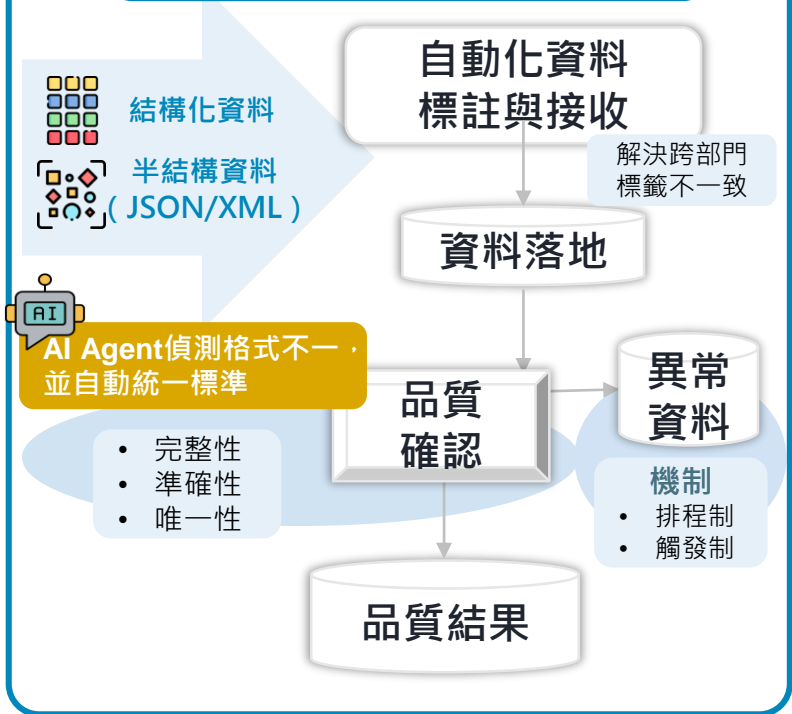 自動化資料
標註與接收
結構化資料
半結構資料
( JSON/XML )
解決跨部門
標籤不一致
資料落地
AI
AI Agent偵測格式不一，
並自動統一標準
品質
確認
異常
資料
• 完整性
• 準確性
• 唯一性
機制
• 排程制
• 觸發制
品質結果